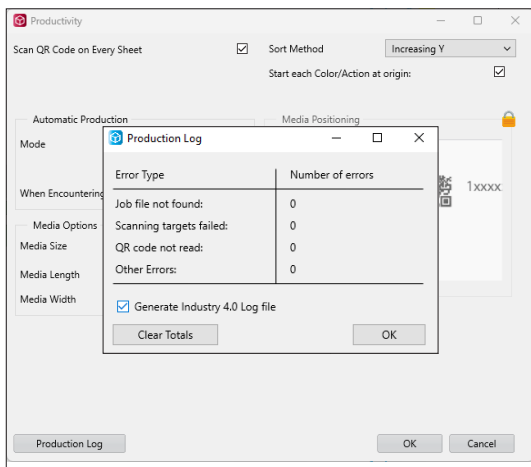 Productivity
Scan QR Code on Every Sheet
Sort Method
Increasing Y
Start each Color/Action at origin:
Automatic Production
Media Positioning
Mode
Production Log
Error Type
Number of errors
When Encountering
1xxxx
Job file not found:
0
Scanning targets failed:
0
Media Options
Media Size
QR code not read:
0
Other Errors:
0
Media Length
Media Width
Generate Industry 4.0 Log file
Clear Totals
OK
Production Log
OK
Cancel